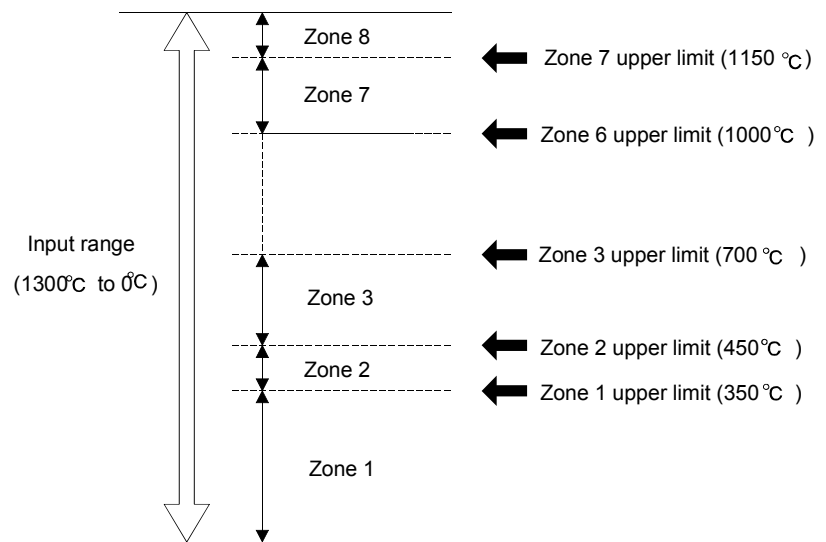 Zone 8
Zone 7 upper limit (1150 °C)
Zone 7
Zone 6 upper limit (1000°C )
Input range
(1300°C to 0°C)
Zone 3 upper limit (700 °C )
Zone 3
Zone 2 upper limit (450°C )
Zone 2
Zone 1 upper limit (350°C )
Zone 1